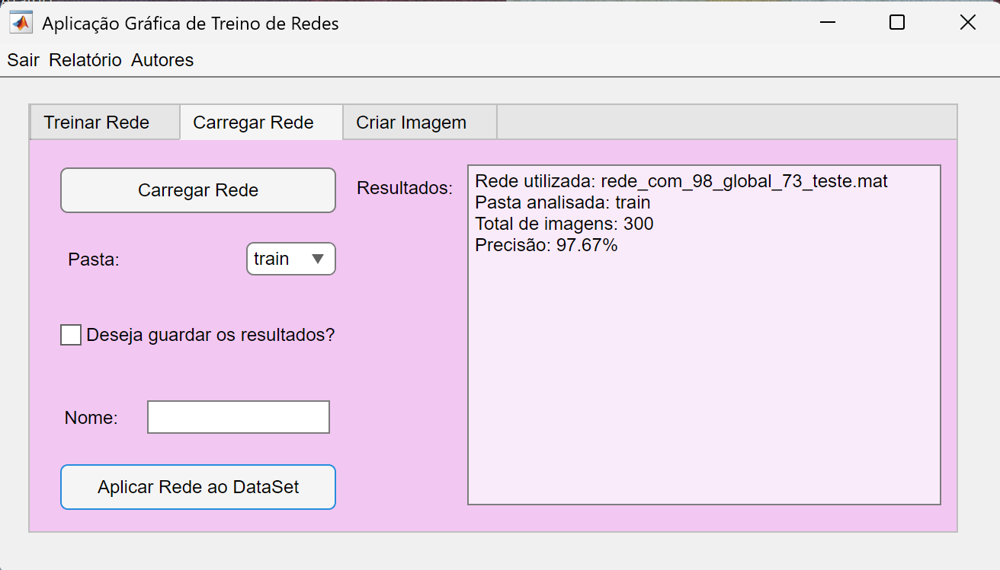 Aplicação Gráfica de Treino de Redes
Sair Relatório Autores
Treinar Rede Carregar Rede Criar Imagem
Carregar Rede
Pasta:
train
Deseja guardar os resultados?
Nome:
Aplicar Rede ao DataSet
Resultados:
Rede utilizada: rede_com_98_global_73_teste.mat
Pasta analisada: train
Total de imagens: 300
Precisão: 97.67%